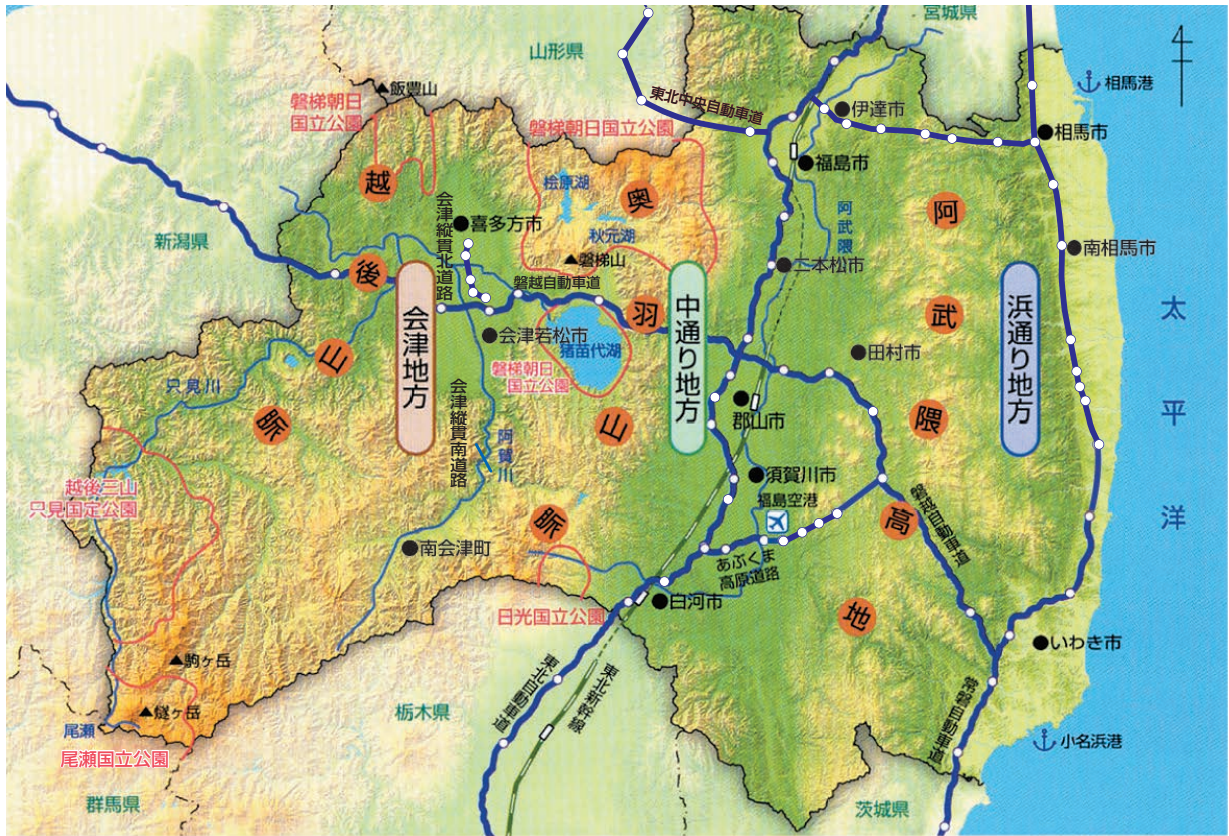 宮城県
山形県
相馬港
飯豊山
東北中央自動車道
磐梯朝日
国立公園
伊達市
磐梯朝日国立公園
相馬市
福島市
越
桧原湖
奥
会津縦貫北道路
喜多方市
阿武隈川
阿
秋元湖
新潟県
南相馬市
磐梯山
二本松市
後
磐越自動車道
会津地方
中通り地方
浜通り地方
羽
武
太平洋
会津若松市
猪苗代湖
山
田村市
磐梯朝日
国立公園
只見川
会津縦貫南道路
郡山市
脈
山
隈
阿賀川
須賀川市
越後三山
只見国定公園
福島空港
磐越自動車道
脈
高
南会津町
あぶくま
高原道路
日光国立公園
白河市
地
いわき市
駒ヶ岳
東北自動車道
東北新幹線
常磐自動車道
燧ヶ岳
栃木県
尾瀬
小名浜港
尾瀬国立公園
群馬県
茨城県